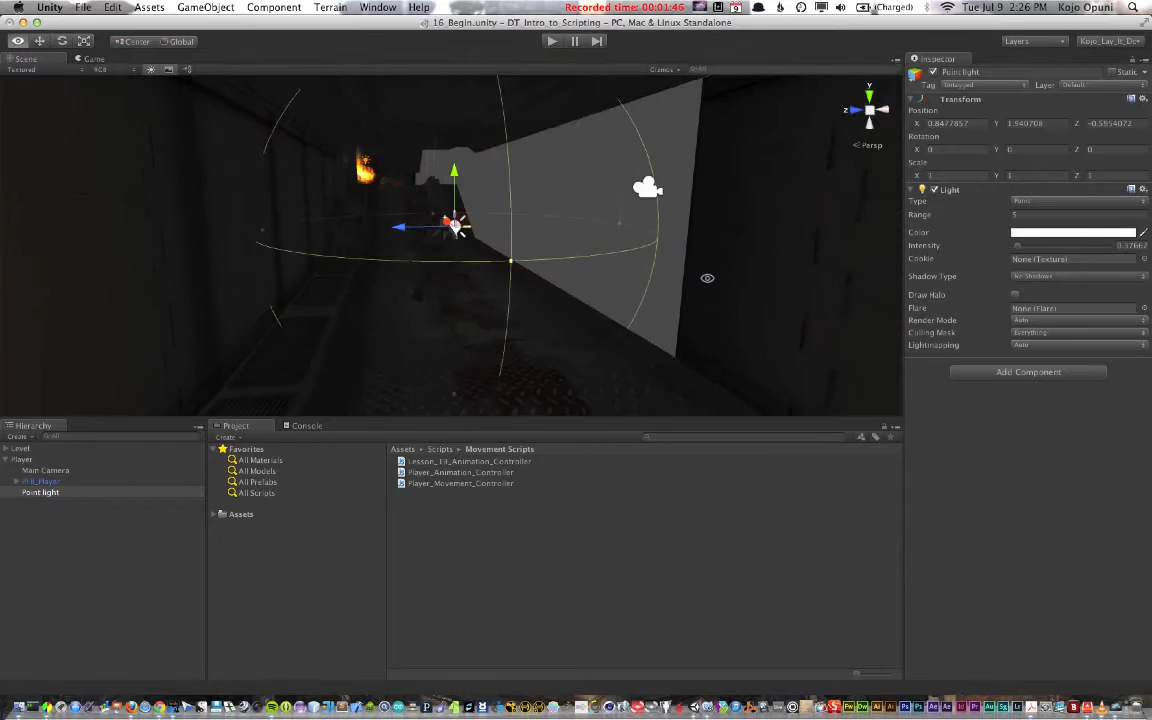 Unity File Edit Assets GameObject Component Terrain Window Help Recorded time: 00:01:46 9 (Charged) Tue Jul 9 2:26 PM Kojo Opuni
16_Begin.unity - DT_Intro_to_Scripting - PC, Mac & Linux Standalone
Center Global Layers Kojo_Lay_It_Do
Scene Game Inspector
Textured RGB Gizmos All
Point light Static
Tag Untagged Layer Default
Transform
Position
X 0.8477857 Y 1.940708 Z -0.5954072
Rotation
X 0 Y 0 Z 0
Scale
X 1 Y 1 Z 1
Y
Z
Persp
Light
Type Point
Range 5
Color
Intensity 0.37662
Cookie None (Texture)
Shadow Type No Shadows
Draw Halo
Flare None (Flare)
Render Mode Auto
Culling Mask Everything
Lightmapping Auto
Add Component
Hierarchy
Create All
Level
Player
Main Camera
PFB_Player
Point light
Project Console
Create
Favorites
All Materials
All Models
All Prefabs
All Scripts
Assets
Assets Scripts Movement Scripts
Lesson_19_Animation_Controller
Player_Animation_Controller
Player_Movement_Controller